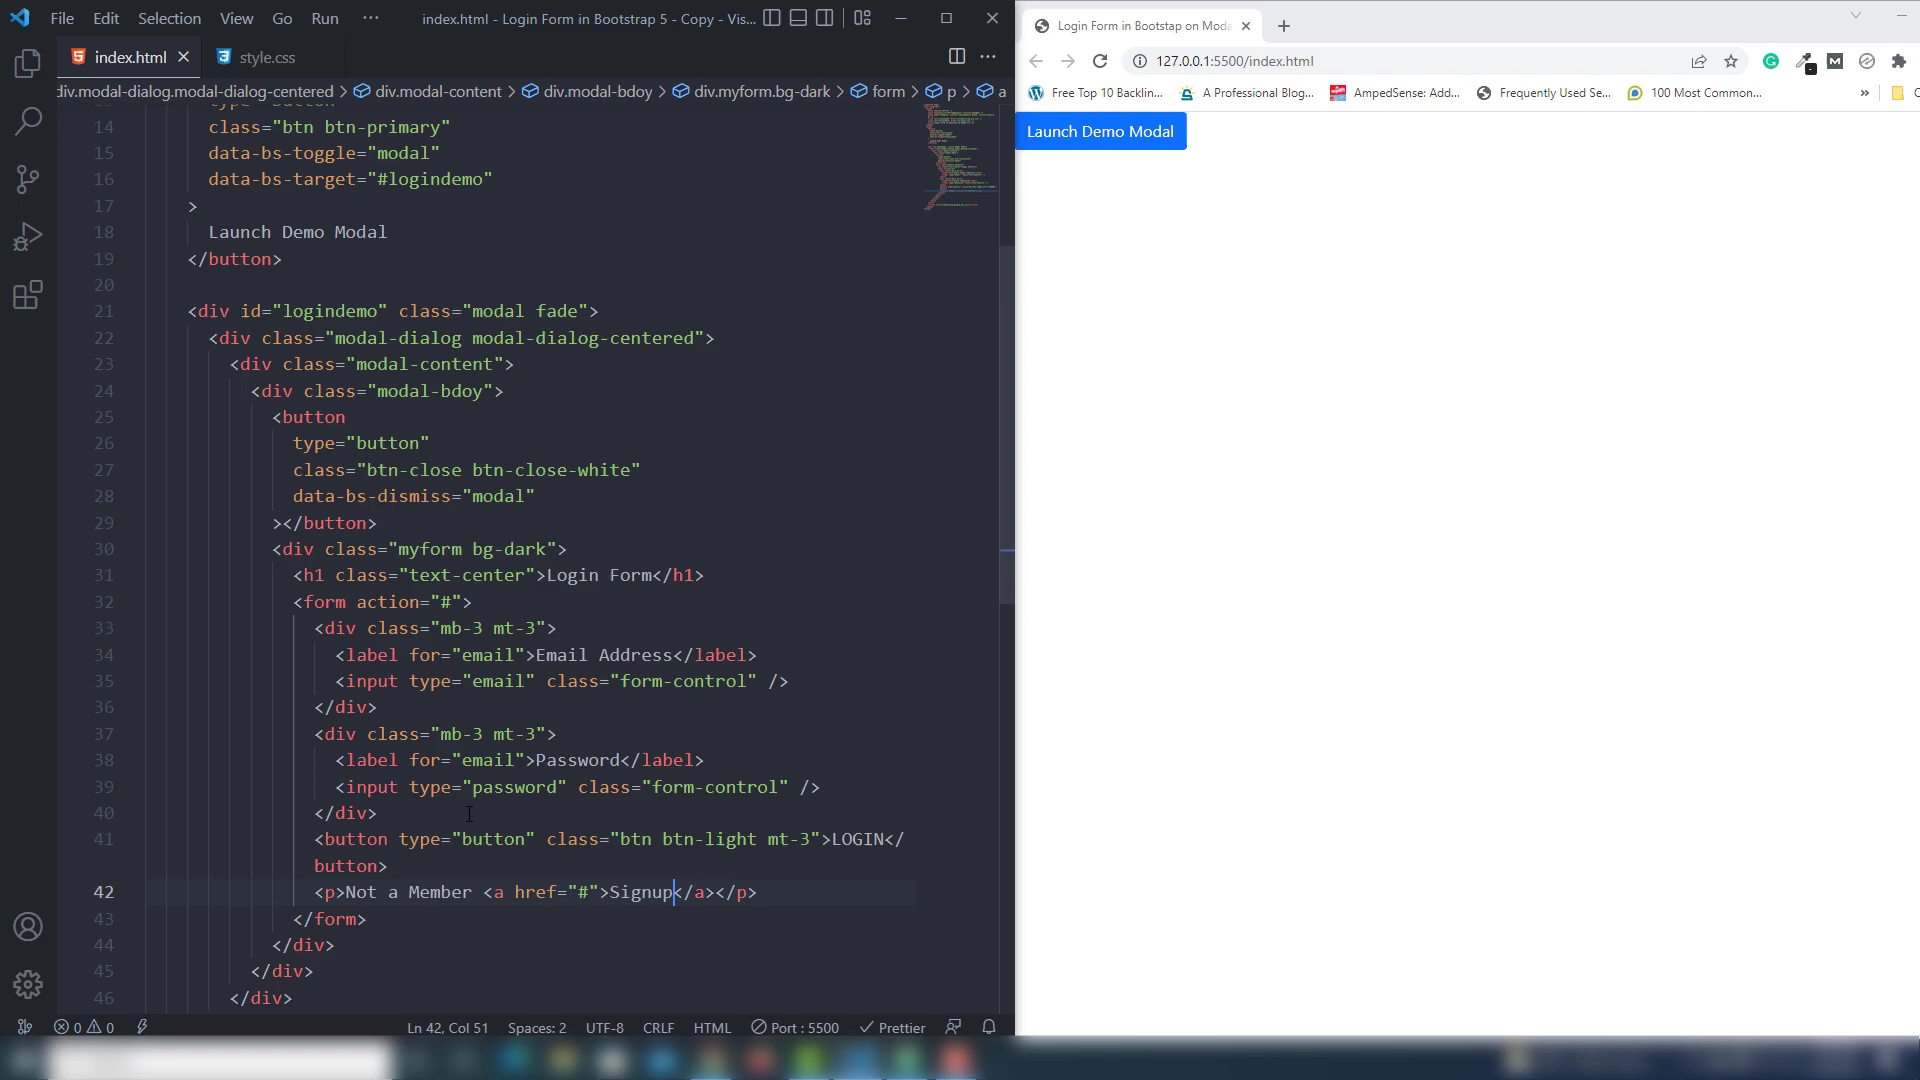 File Edit Selection View Go Run ··· index.html - Login Form in Bootstrap 5 - Copy - Vis...
index.html style.css
div.modal-dialog.modal-dialog-centered > div.modal-content > div.modal-bdoy > div.myform.bg-dark > form > p > a
14 class="btn btn-primary"
15 data-bs-toggle="modal"
16 data-bs-target="#logindemo"
17 >
18 Launch Demo Modal
19 </button>
20
21 <div id="logindemo" class="modal fade">
22 <div class="modal-dialog modal-dialog-centered">
23 <div class="modal-content">
24 <div class="modal-bdoy">
25 <button
26 type="button"
27 class="btn-close btn-close-white"
28 data-bs-dismiss="modal"
29 ></button>
30 <div class="myform bg-dark">
31 <h1 class="text-center">Login Form</h1>
32 <form action="#">
33 <div class="mb-3 mt-3">
34 <label for="email">Email Address</label>
35 <input type="email" class="form-control" />
36 </div>
37 <div class="mb-3 mt-3">
38 <label for="email">Password</label>
39 <input type="password" class="form-control" />
40 </div>
41 <button type="button" class="btn btn-light mt-3">LOGIN</
button>
42 <p>Not a Member <a href="#">Signup</a></p>
43 </form>
44 </div>
45 </div>
46 </div>
0 0 Ln 42, Col 51 Spaces: 2 UTF-8 CRLF HTML Port : 5500 Prettier
Login Form in Bootstap on Moda
127.0.0.1:5500/index.html
Free Top 10 Backlin... A Professional Blog... AmpedSense: Add... Frequently Used Se... 100 Most Common... »
Launch Demo Modal